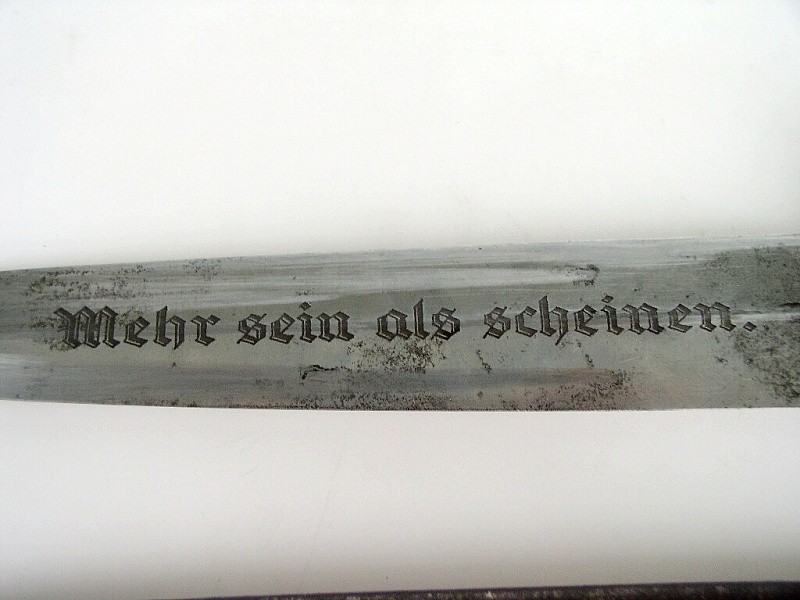 Mehr sein als scheinen.